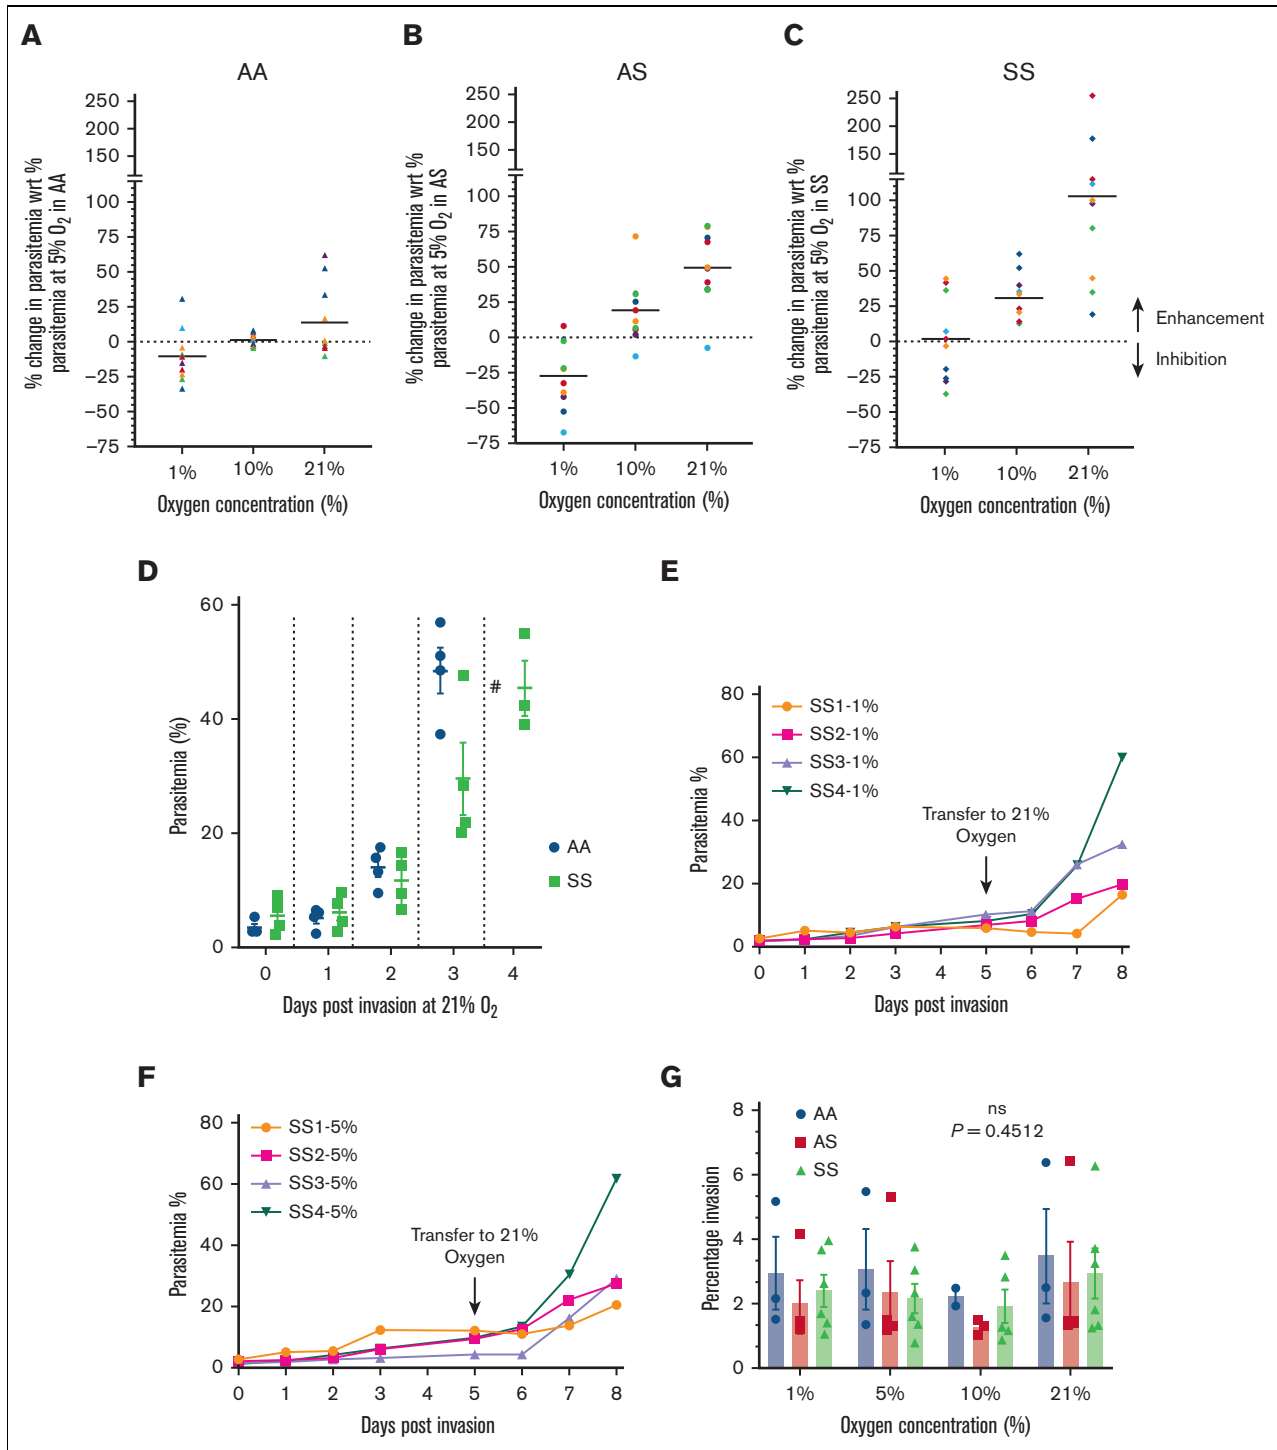 A
AA
% change in parasitemia wrt %
parasitemia at 5% O2 in AA
250
200
150
100
75
50
25
0
−25
−50
−75
1%
10%
21%
Oxygen concentration (%)
B
AS
% change in parasitemia wrt %
parasitemia at 5% O2 in AS
250
200
150
100
75
50
25
0
−25
−50
−75
1%
10%
21%
Oxygen concentration (%)
C
SS
% change in parasitemia wrt %
parasitemia at 5% O2 in SS
250
200
150
100
75
50
25
0
−25
−50
−75
1%
10%
21%
Oxygen concentration (%)
Enhancement
Inhibition
D
Parasitemia (%)
60
40
20
0
#
AA
SS
0
1
2
3
4
Days post invasion at 21% O2
E
Parasitemia %
80
60
40
20
0
SS1-1%
SS2-1%
SS3-1%
SS4-1%
Transfer to 21%
Oxygen
0
1
2
3
4
5
6
7
8
Days post invasion
F
Parasitemia %
80
60
40
20
0
SS1-5%
SS2-5%
SS3-5%
SS4-5%
Transfer to 21%
Oxygen
0
1
2
3
4
5
6
7
8
Days post invasion
G
Percentage invasion
8
6
4
2
0
AA
AS
SS
ns
P = 0.4512
1%
5%
10%
21%
Oxygen concentration (%)